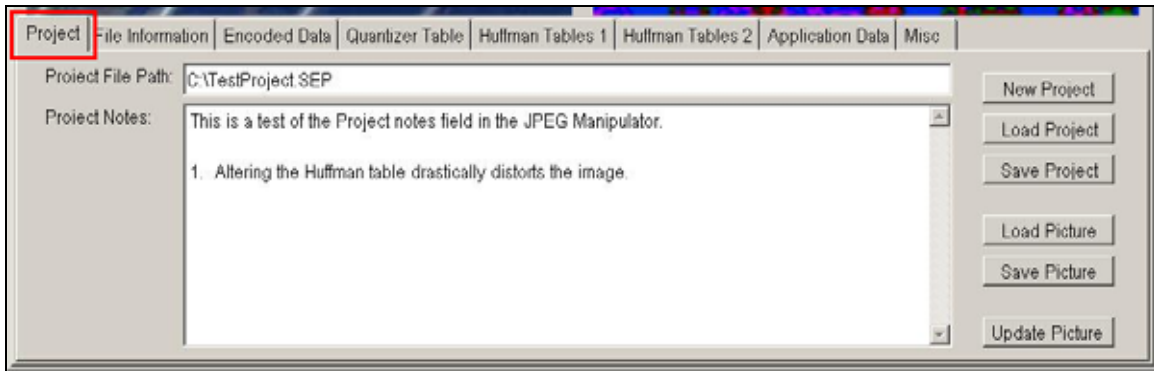 Project File Information Encoded Data Quantizer Table Huffman Tables 1 Huffman Tables 2 Application Data Misc
Project File Path: C:\TestProject.SEP
New Project
Project Notes: This is a test of the Project notes field in the JPEG Manipulator.
Load Project
1. Altering the Huffman table drastically distorts the image.
Save Project
Load Picture
Save Picture
Update Picture